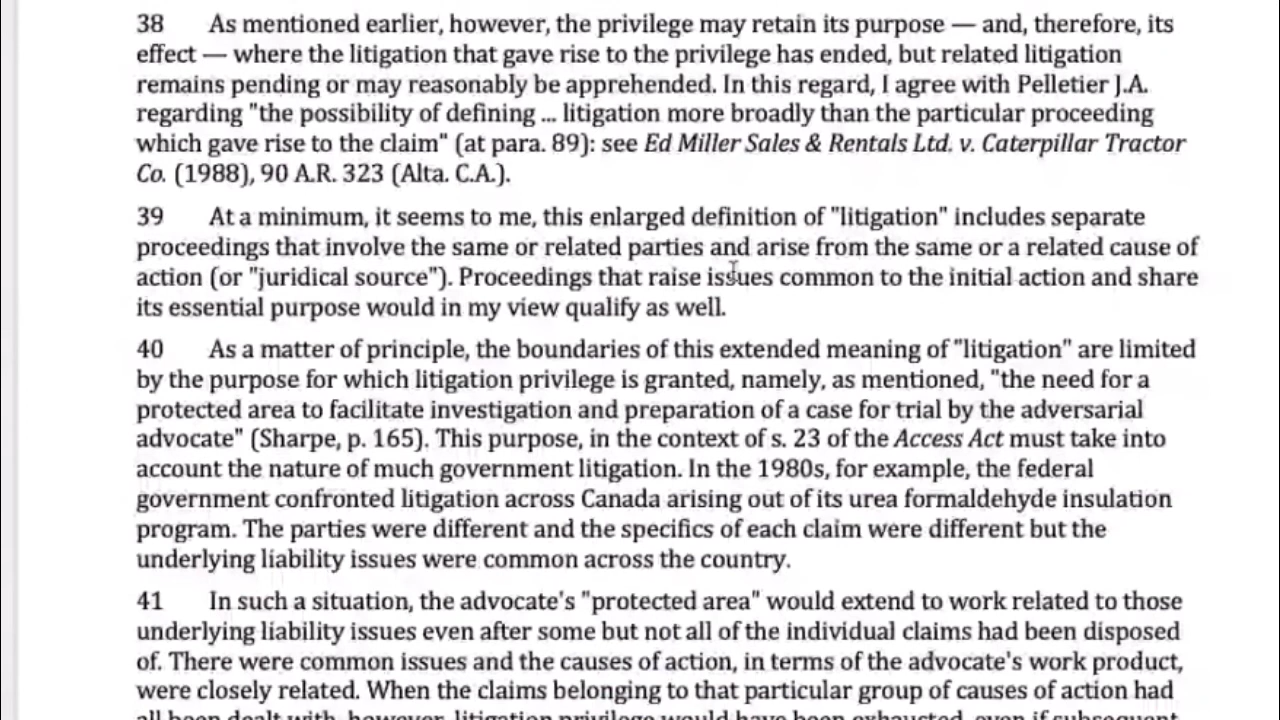 38 As mentioned earlier, however, the privilege may retain its purpose — and, therefore, its
effect — where the litigation that gave rise to the privilege has ended, but related litigation
remains pending or may reasonably be apprehended. In this regard, I agree with Pelletier J.A.
regarding "the possibility of defining ... litigation more broadly than the particular proceeding
which gave rise to the claim" (at para. 89): see Ed Miller Sales & Rentals Ltd. v. Caterpillar Tractor
Co. (1988), 90 A.R. 323 (Alta. C.A.).
39 At a minimum, it seems to me, this enlarged definition of "litigation" includes separate
proceedings that involve the same or related parties and arise from the same or a related cause of
action (or "juridical source"). Proceedings that raise issues common to the initial action and share
its essential purpose would in my view qualify as well.
40 As a matter of principle, the boundaries of this extended meaning of "litigation" are limited
by the purpose for which litigation privilege is granted, namely, as mentioned, "the need for a
protected area to facilitate investigation and preparation of a case for trial by the adversarial
advocate" (Sharpe, p. 165). This purpose, in the context of s. 23 of the Access Act must take into
account the nature of much government litigation. In the 1980s, for example, the federal
government confronted litigation across Canada arising out of its urea formaldehyde insulation
program. The parties were different and the specifics of each claim were different but the
underlying liability issues were common across the country.
41 In such a situation, the advocate's "protected area" would extend to work related to those
underlying liability issues even after some but not all of the individual claims had been disposed
of. There were common issues and the causes of action, in terms of the advocate's work product,
were closely related. When the claims belonging to that particular group of causes of action had
all been dealt with, however, litigation privilege would have been exhausted, even if subsequent